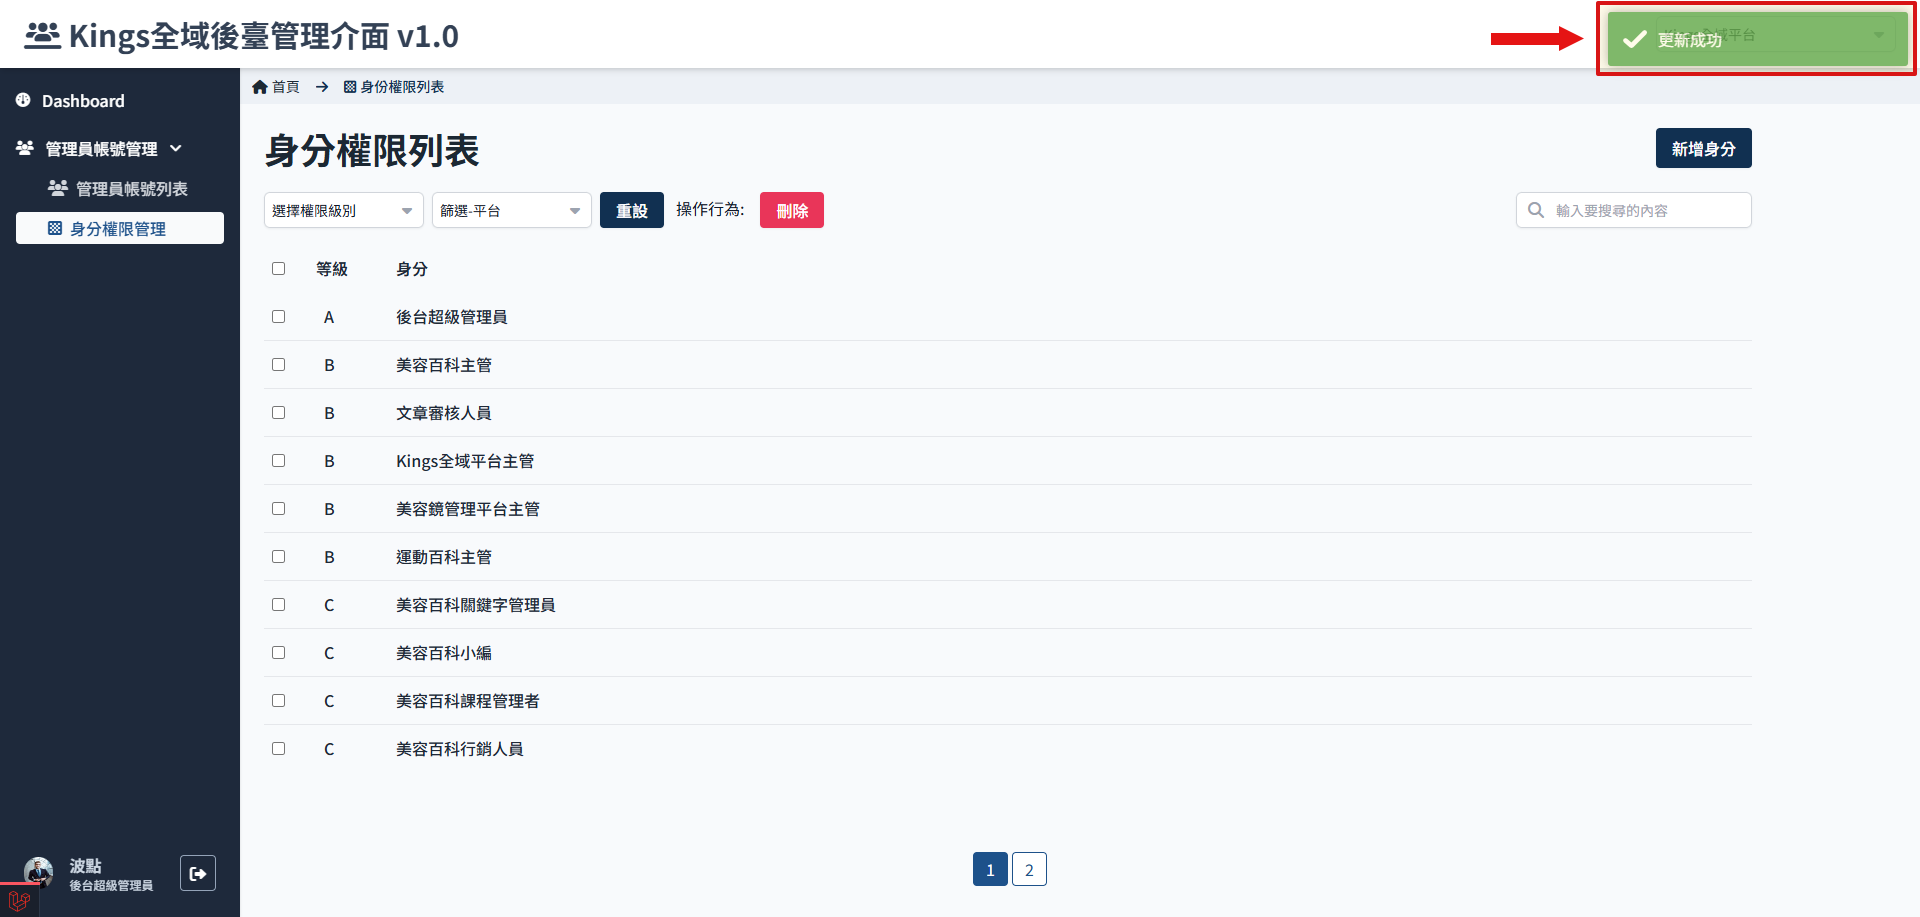 Kings全域後臺管理介面 v1.0
更新成功
Kings全域平台
Dashboard
管理員帳號管理
管理員帳號列表
身分權限管理
首頁
身份權限列表
身分權限列表
新增身分
選擇權限級別
篩選-平台
重設
操作行為:
刪除
輸入要搜尋的內容
等級 身分
A 後台超級管理員
B 美容百科主管
B 文章審核人員
B Kings全域平台主管
B 美容鏡管理平台主管
B 運動百科主管
C 美容百科關鍵字管理員
C 美容百科小編
C 美容百科課程管理者
C 美容百科行銷人員
1 2
波點
後台超級管理員